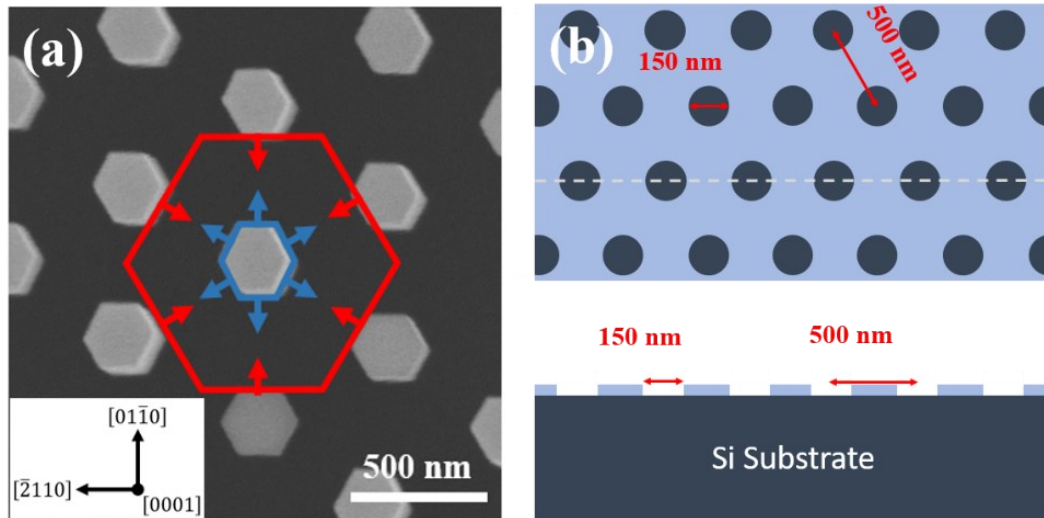 (a)
[01̅10]
[2̅110]
[0001]
500 nm
(b)
150 nm
500 nm
150 nm
500 nm
Si Substrate